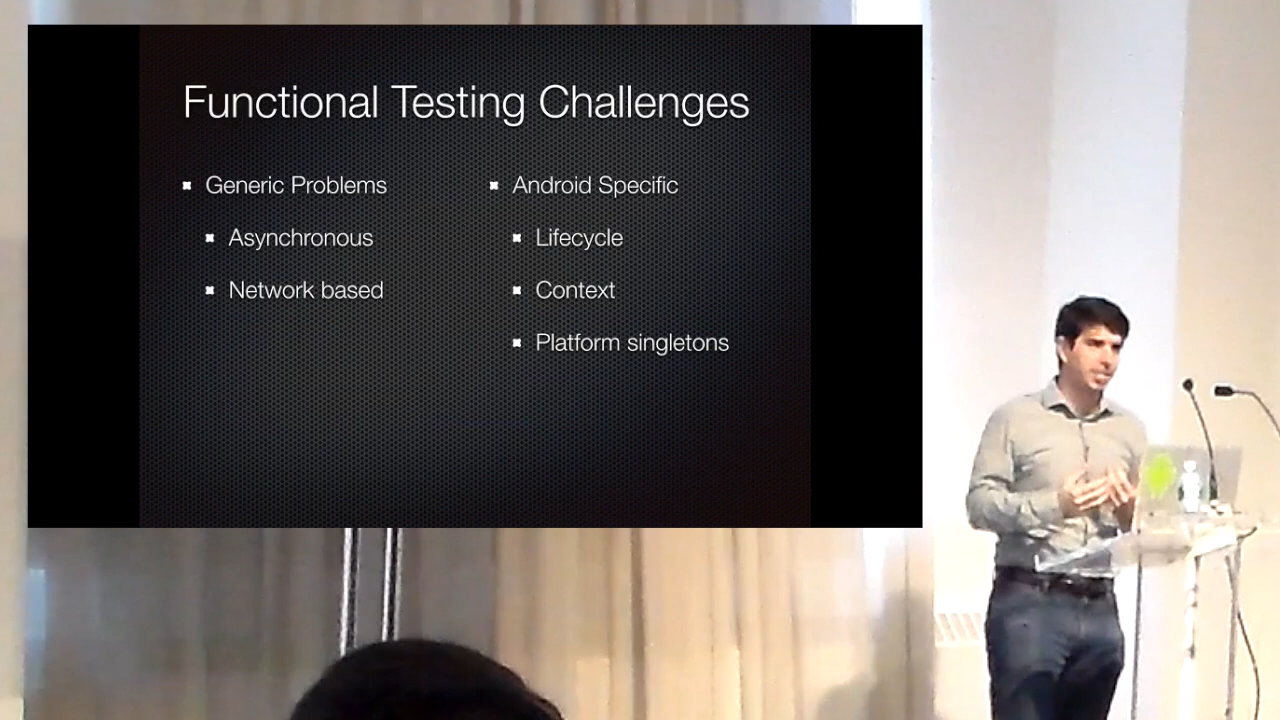 Functional Testing Challenges
Generic Problems
Asynchronous
Network based
Android Specific
Lifecycle
Context
Platform singletons